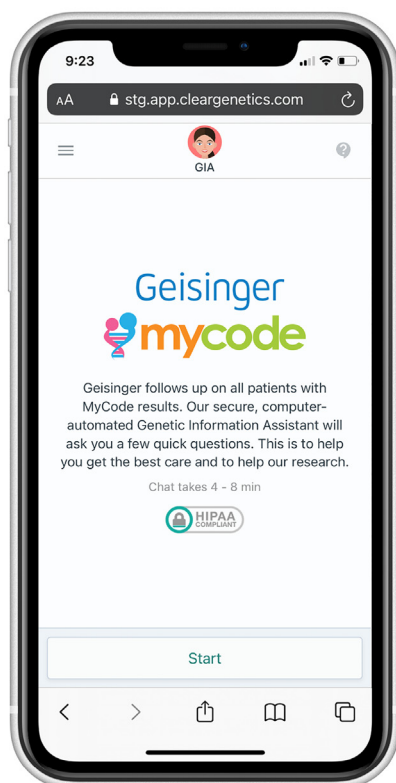 9:23
AA stg.app.cleargenetics.com
GIA
?
Geisinger
mycode
Geisinger follows up on all patients with
MyCode results. Our secure, computer-
automated Genetic Information Assistant will
ask you a few quick questions. This is to help
you get the best care and to help our research.
Chat takes 4 - 8 min
HIPAA
COMPLIANT
Start